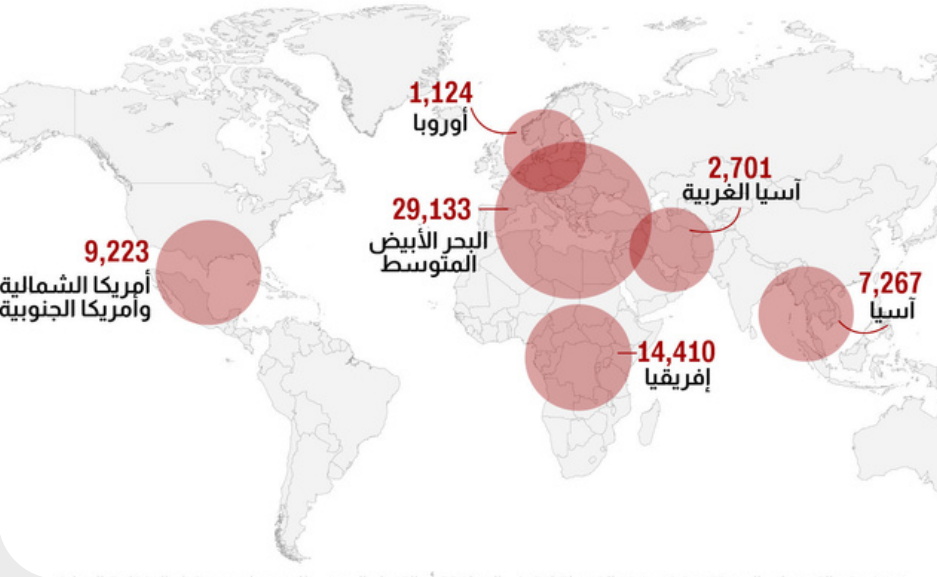 1,124
أوروبا
2,701
آسيا الغربية
29,133
البحر الأبيض
المتوسط
9,223
أمريكا الشمالية
وأمريكا الجنوبية
7,267
آسيا
14,410
إفريقيا